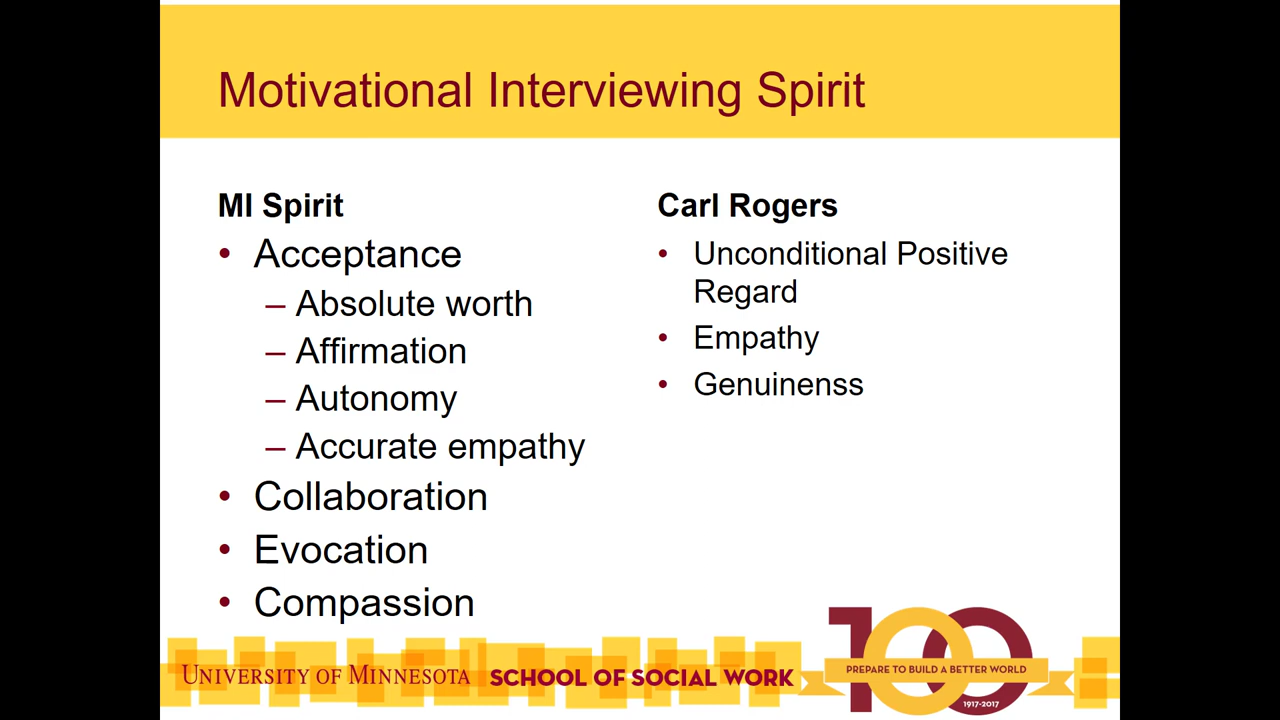 Motivational Interviewing Spirit
MI Spirit
• Acceptance
– Absolute worth
– Affirmation
– Autonomy
– Accurate empathy
• Collaboration
• Evocation
• Compassion
Carl Rogers
• Unconditional Positive
Regard
• Empathy
• Genuinenss
UNIVERSITY OF MINNESOTA SCHOOL OF SOCIAL WORK
100
PREPARE TO BUILD A BETTER WORLD
1917-2017